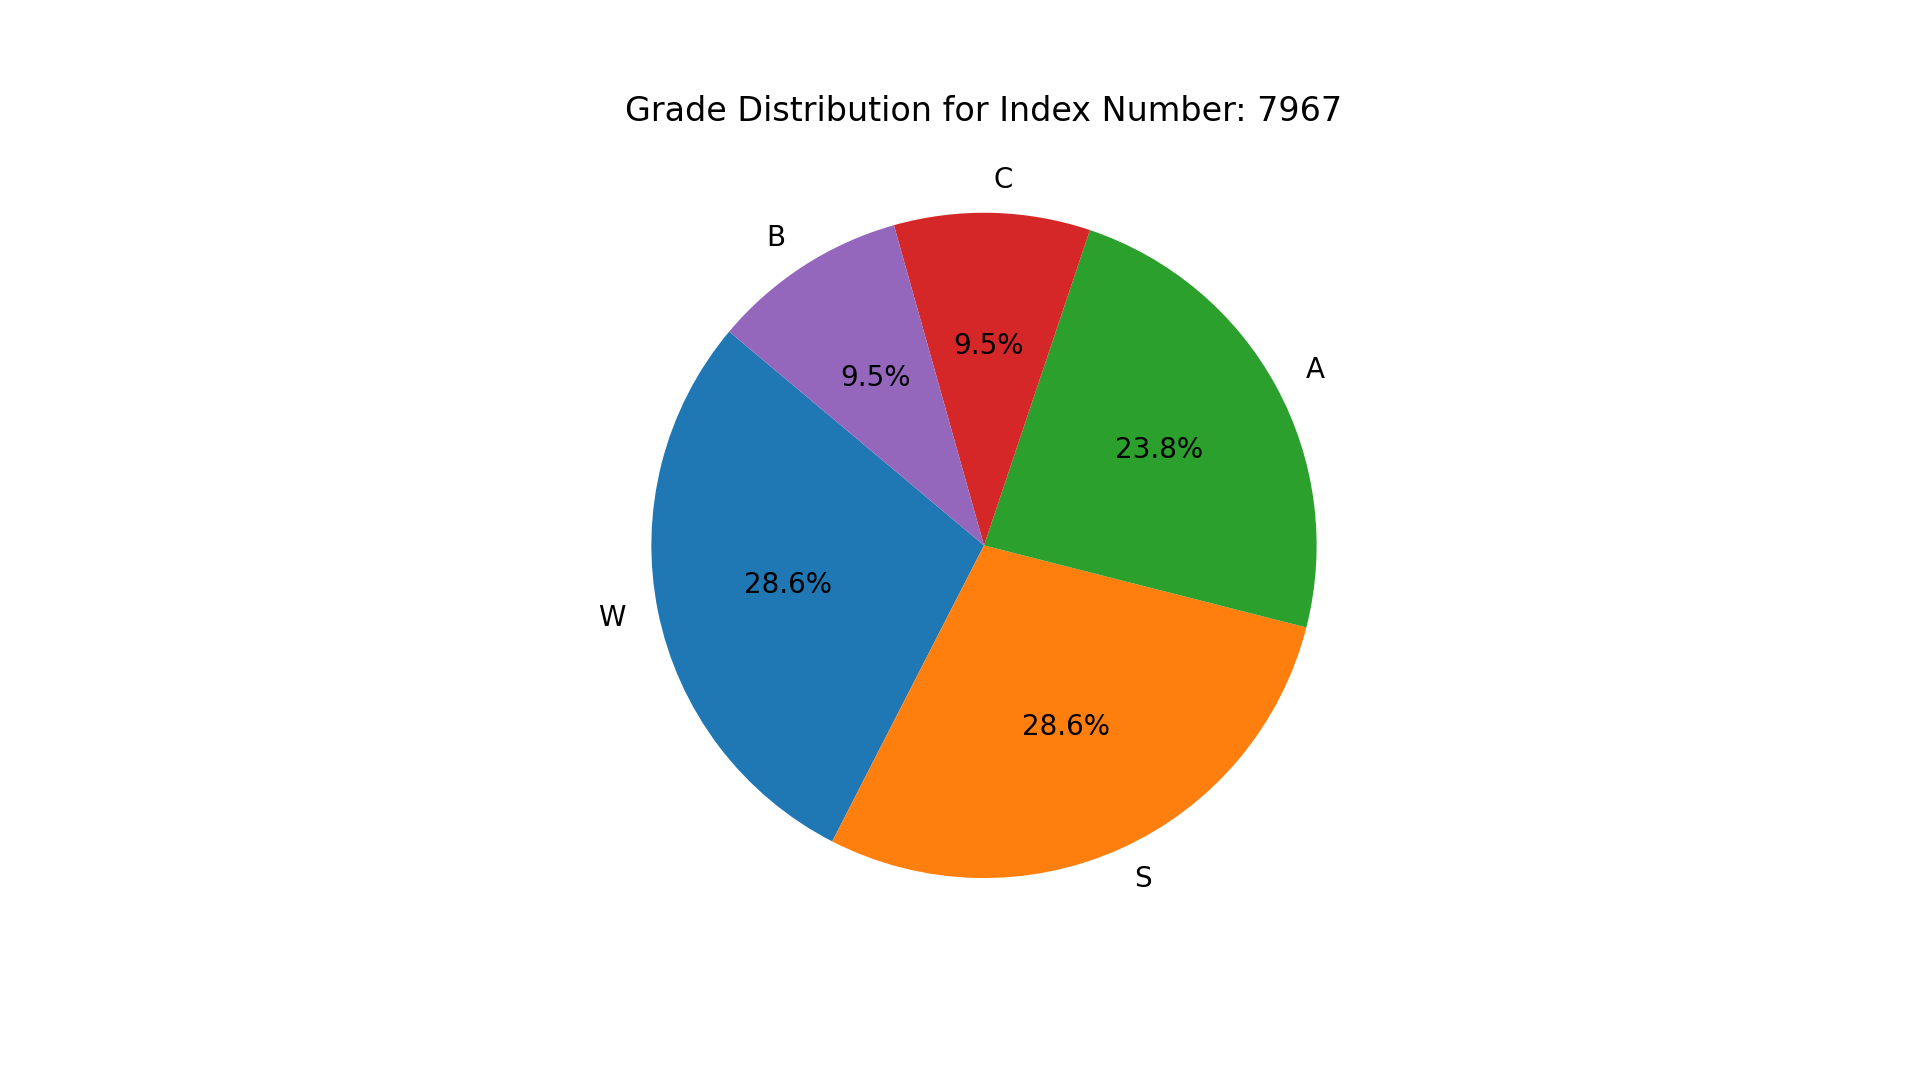 Grade Distribution for Index Number: 7967
C
B
9.5%
A
9.5%
23.8%
28.6%
W
28.6%
S